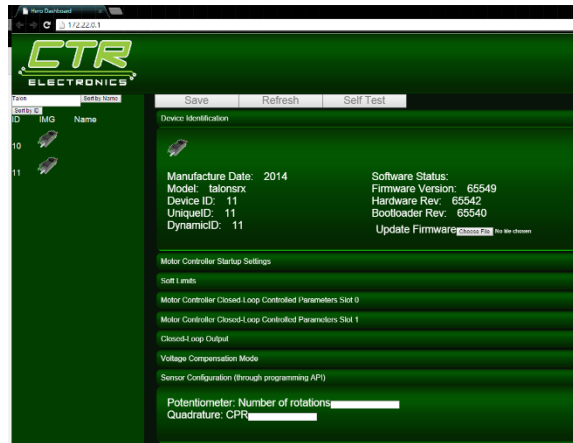 Hero Dashboard
172.22.0.1
CTR
ELECTRONICS
Talon
Sort by Name
Sort by ID
ID IMG Name
10
11
Save Refresh Self Test
Device Identification
Manufacture Date: 2014
Model: talonsrx
Device ID: 11
UniqueID: 11
DynamicID: 11
Software Status:
Firmware Version: 65549
Hardware Rev: 65542
Bootloader Rev: 65540
Update Firmware Choose File No file chosen
Motor Controller Startup Settings
Soft Limits
Motor Controller Closed-Loop Controlled Parameters Slot 0
Motor Controller Closed-Loop Controlled Parameters Slot 1
Closed-Loop Output
Voltage Compensation Mode
Sensor Configuration (through programming API)
Potentiometer: Number of rotations
Quadrature: CPR